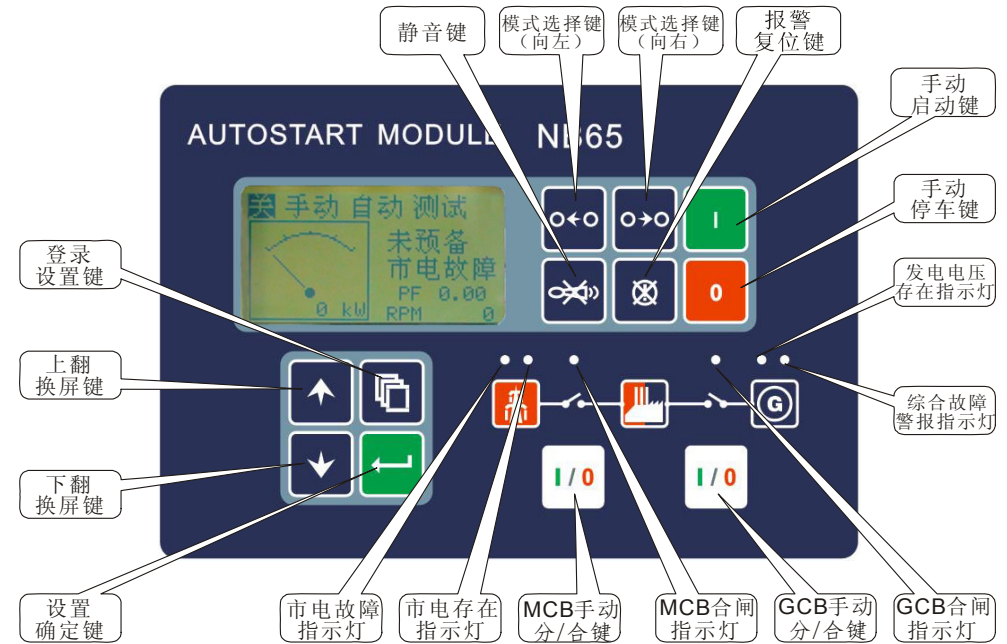 静音键
模式选择键
（向左）
模式选择键
（向右）
报警
复位键
手动
启动键
AUTOSTART MODULE NB65
关 手动 自动 测试
未预备
市电故障
PF 0.00
0 kW
RPM 0
I
0
手动
停车键
登录
设置键
发电电压
存在指示灯
上翻
换屏键
G
综合故障
警报指示灯
下翻
换屏键
I / 0
I / 0
设置
确定键
市电故障
指示灯
市电存在
指示灯
MCB手动
分/合键
MCB合闸
指示灯
GCB手动
分/合键
GCB合闸
指示灯